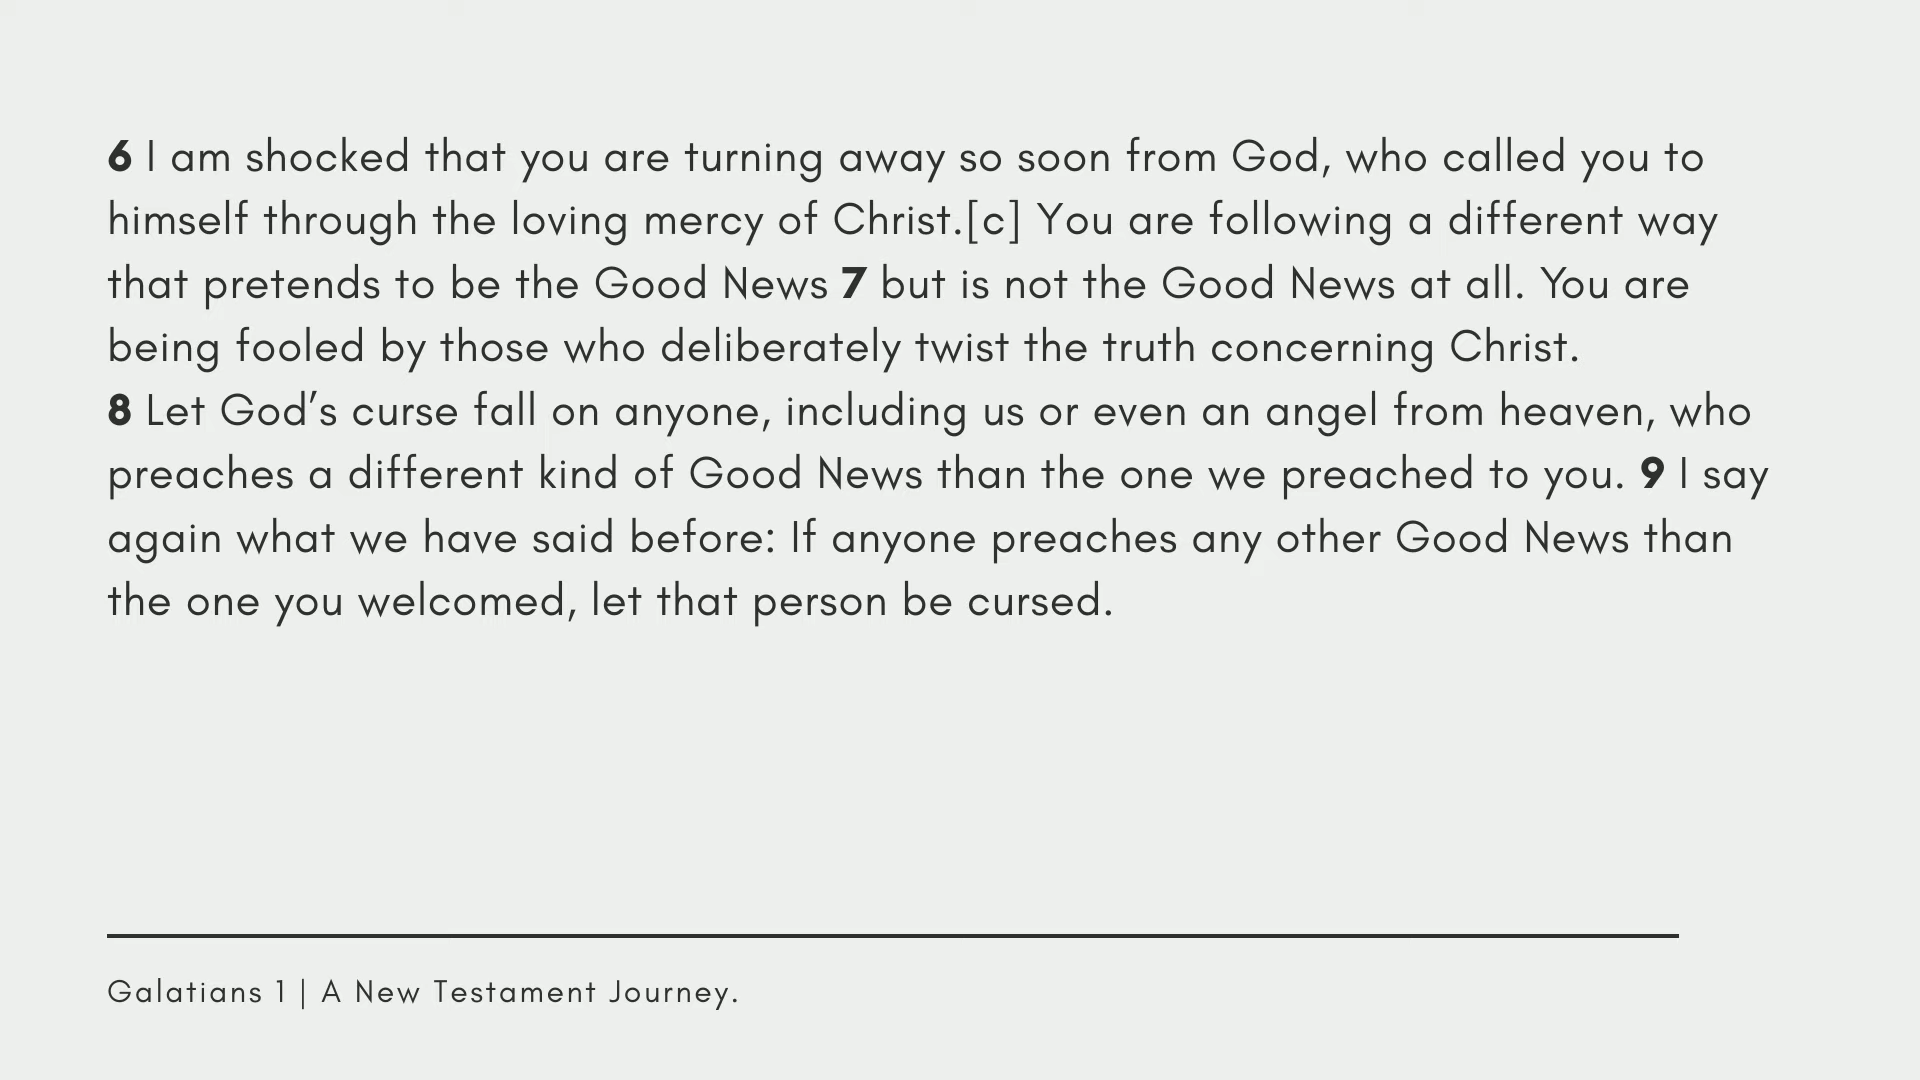 6 I am shocked that you are turning away so soon from God, who called you to
himself through the loving mercy of Christ.[c] You are following a different way
that pretends to be the Good News 7 but is not the Good News at all. You are
being fooled by those who deliberately twist the truth concerning Christ.
8 Let God’s curse fall on anyone, including us or even an angel from heaven, who
preaches a different kind of Good News than the one we preached to you. 9 I say
again what we have said before: If anyone preaches any other Good News than
the one you welcomed, let that person be cursed.
Galatians 1 | A New Testament Journey.